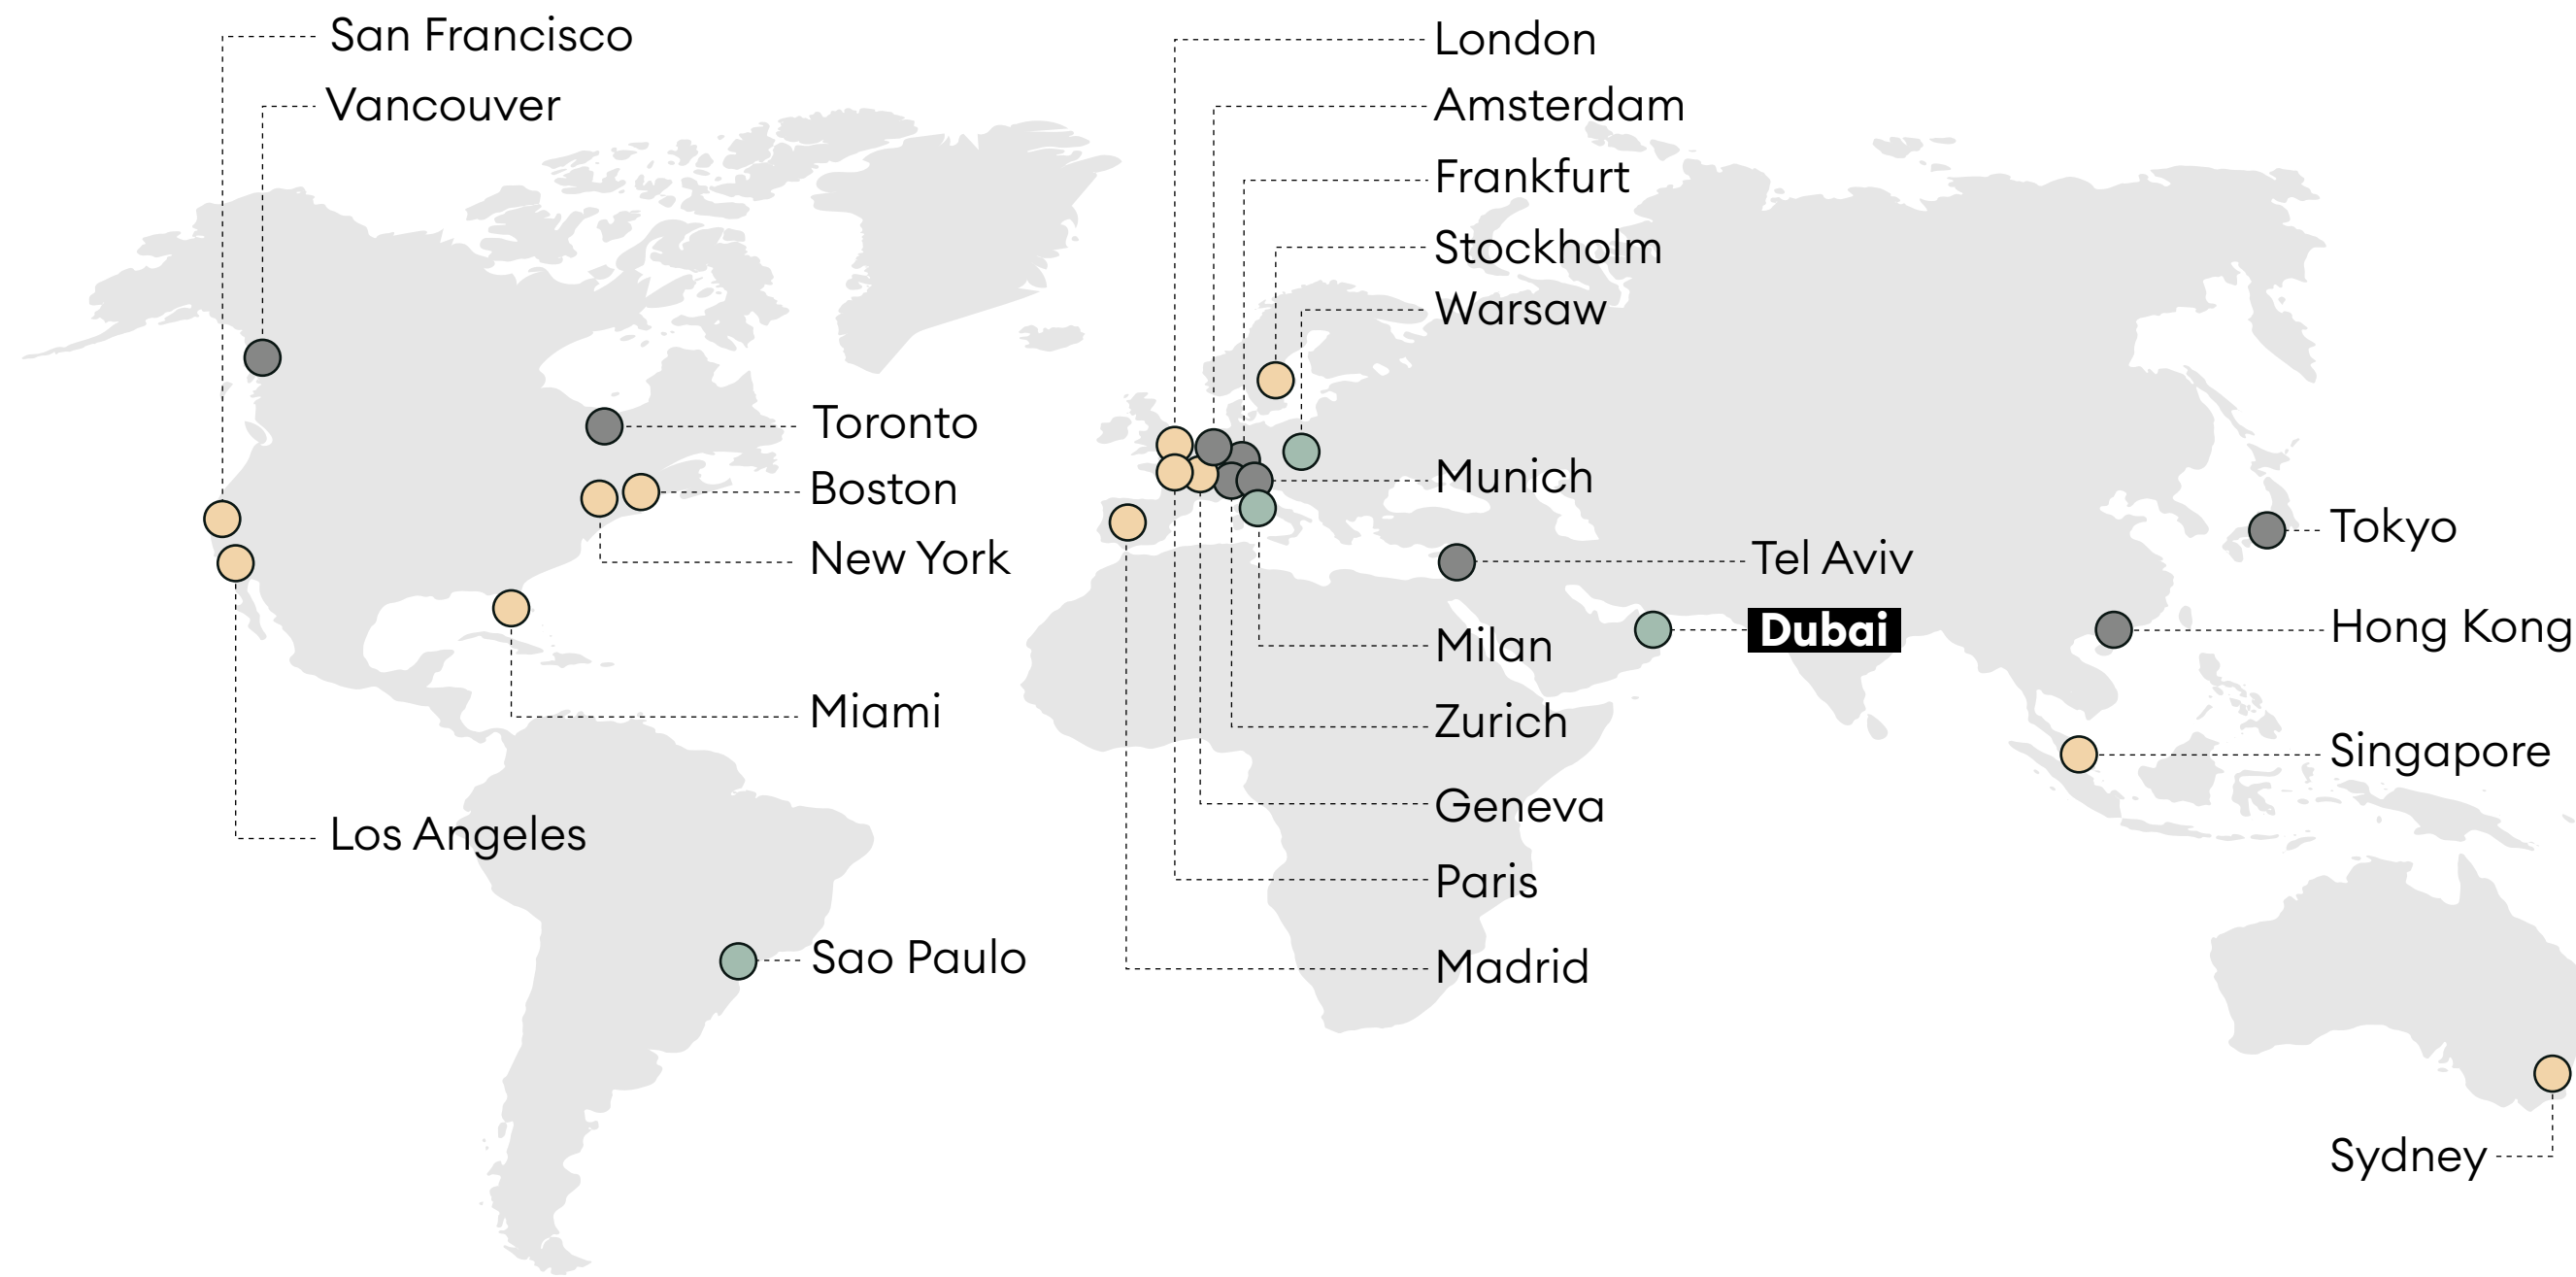 San Francisco
Vancouver
Toronto
Boston
New York
Miami
Los Angeles
Sao Paulo
London
Amsterdam
Frankfurt
Stockholm
Warsaw
Munich
Tel Aviv
Dubai
Milan
Zurich
Geneva
Paris
Madrid
Tokyo
Hong Kong
Singapore
Sydney